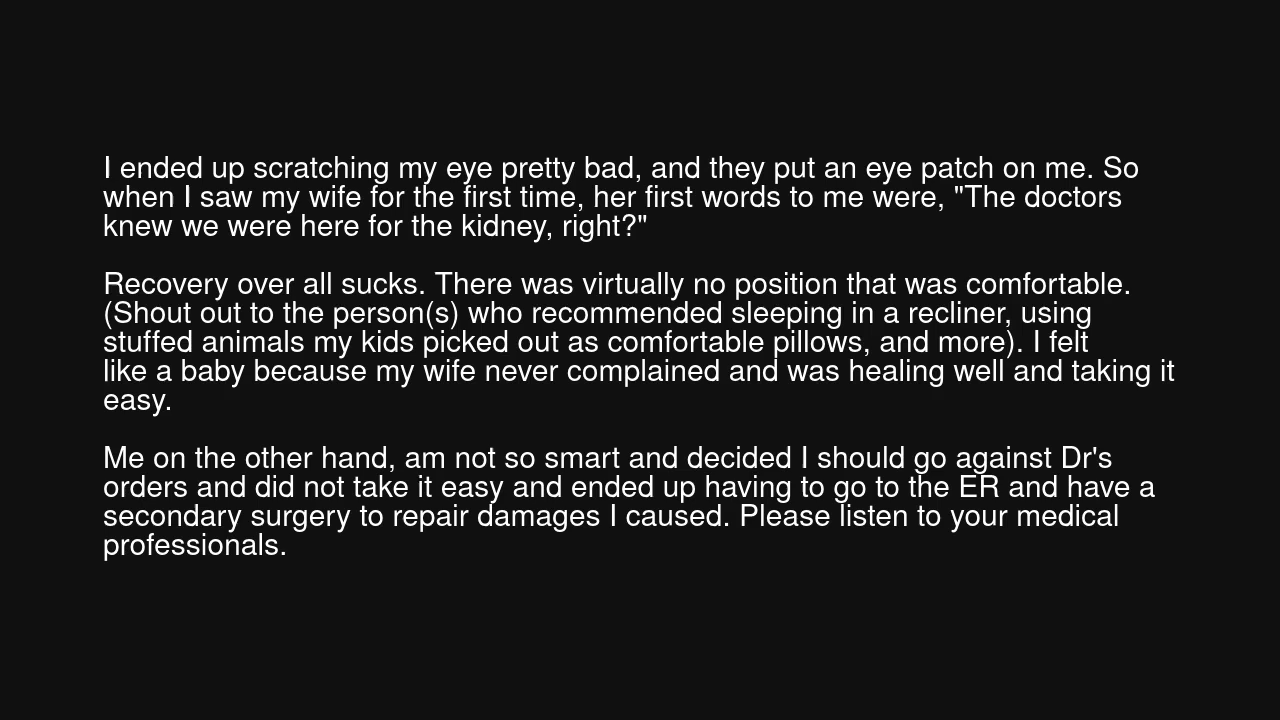 I ended up scratching my eye pretty bad, and they put an eye patch on me. So
when I saw my wife for the first time, her first words to me were, "The doctors
knew we were here for the kidney, right?"
Recovery over all sucks. There was virtually no position that was comfortable.
(Shout out to the person(s) who recommended sleeping in a recliner, using
stuffed animals my kids picked out as comfortable pillows, and more). I felt
like a baby because my wife never complained and was healing well and taking it
easy.
Me on the other hand, am not so smart and decided I should go against Dr's
orders and did not take it easy and ended up having to go to the ER and have a
secondary surgery to repair damages I caused. Please listen to your medical
professionals.